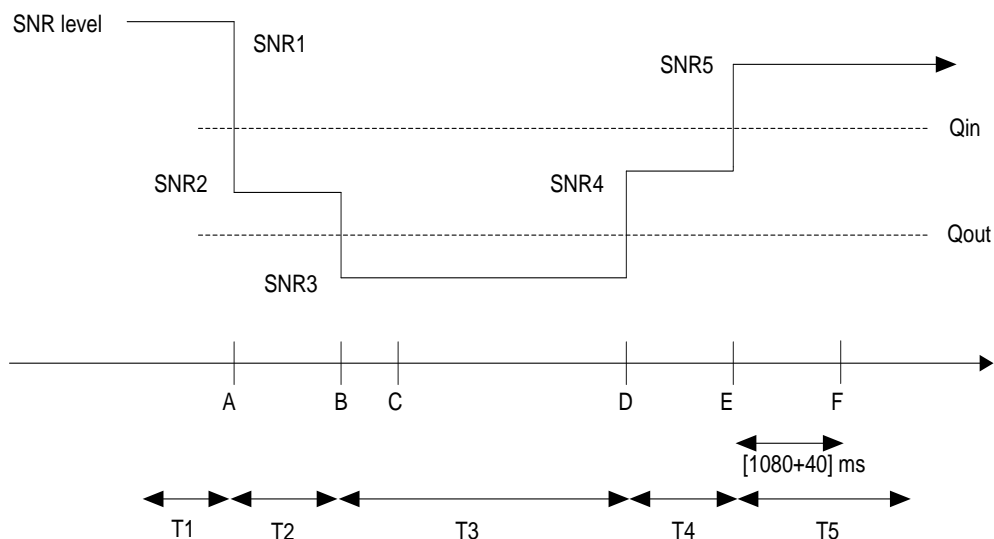 SNR level
SNR1
SNR5
Qin
SNR2
SNR4
Qout
SNR3
A B C D E F
[1080+40] ms
T1 T2 T3 T4 T5